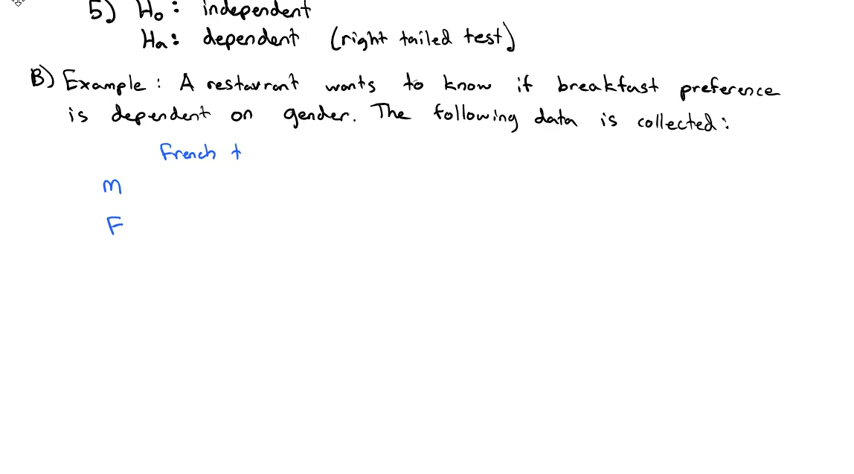 5) Ho: independent
Ha: dependent (right tailed test)
B) Example: A restaurant wants to know if breakfast preference
is dependent on gender. The following data is collected:
French t
M
F